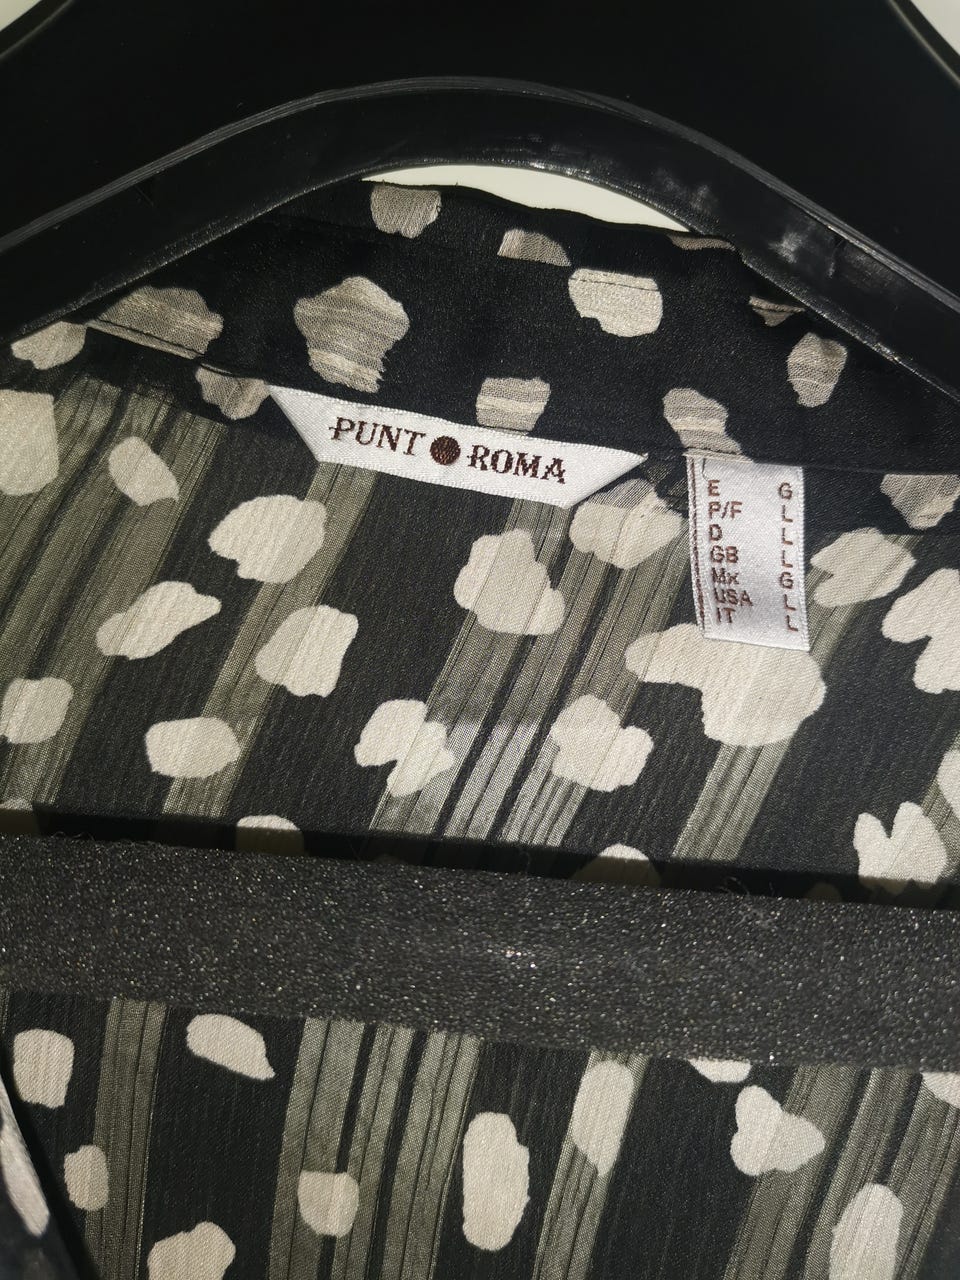 PUNT ROMA
E G
P/F L
D L
GB L
Mx G
USA L
IT L